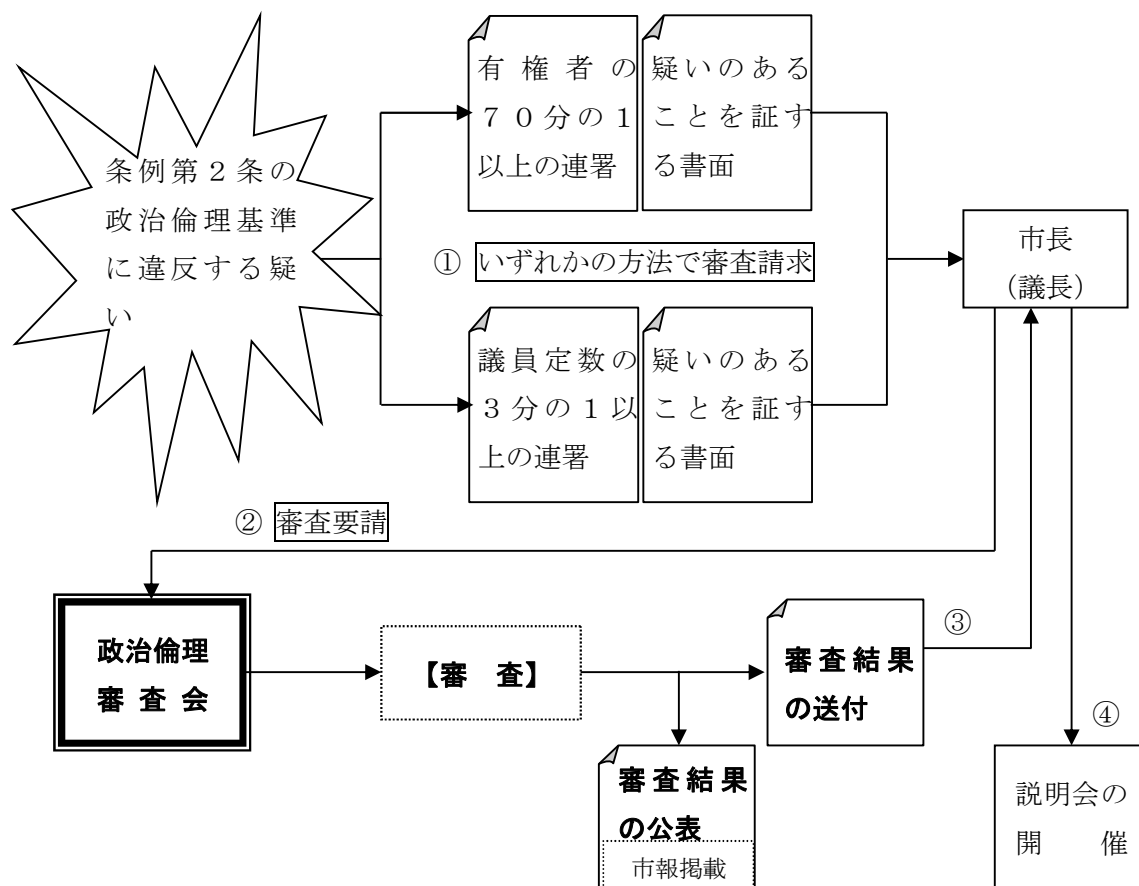 条例第２条の
政治倫理基準
に違反する疑
い
有権者の
７０分の１
以上の連署
疑いのある
ことを証す
る書面
① いずれかの方法で審査請求
議員定数の
３分の１以
上の連署
疑いのある
ことを証す
る書面
市長
（議長）
② 審査要請
政治倫理
審査会
【審　査】
審査結果
の送付
③
審査結果
の公表
市報掲載
④
説明会の
開　催